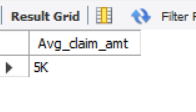 Result Grid Filter
Avg_claim_amt
5K